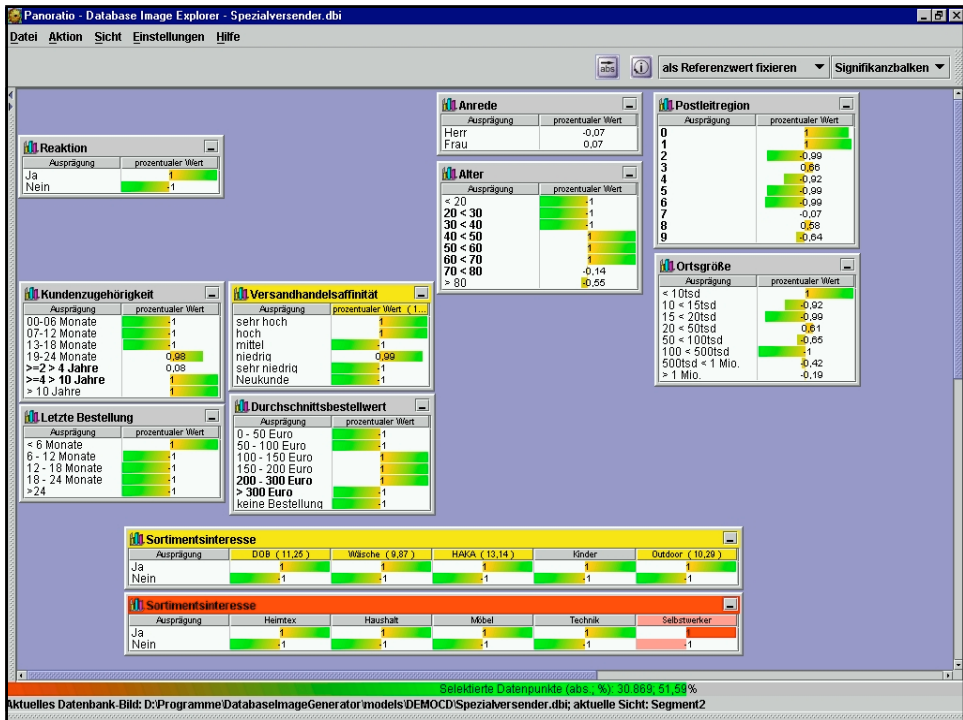 Panoratio - Database Image Explorer - Spezialversender.dbi
Datei Aktion Sicht Einstellungen Hilfe
abs als Referenzwert fixieren Signifikanzbalken
Reaktion
Ausprägung prozentualer Wert
Ja 1
Nein -1
Anrede
Ausprägung prozentualer Wert
Herr -0,07
Frau 0,07
Alter
Ausprägung prozentualer Wert
< 20 -1
20 < 30 -1
30 < 40 -1
40 < 50 1
50 < 60 1
60 < 70 1
70 < 80 -0,14
> 80 -0,55
Postleitregion
Ausprägung prozentualer Wert
0 1
1 1
2 -0,99
3 0,66
4 -0,92
5 -0,99
6 -0,99
7 -0,07
8 0,58
9 -0,64
Ortsgröße
Ausprägung prozentualer Wert
< 10tsd 1
10 < 15tsd -0,92
15 < 20tsd -0,99
20 < 50tsd 0,61
50 < 100tsd -0,65
100 < 500tsd -1
500tsd < 1 Mio. -0,42
> 1 Mio. -0,19
Kundenzugehörigkeit
Ausprägung prozentualer Wert
00-06 Monate -1
07-12 Monate -1
13-18 Monate -1
19-24 Monate 0,98
>=2 > 4 Jahre 0,08
>=4 > 10 Jahre 1
> 10 Jahre 1
Versandhandelsaffinität
Ausprägung prozentualer Wert ( 1...
sehr hoch 1
hoch 1
mittel -1
niedrig 0,99
sehr niedrig -1
Neukunde -1
Letzte Bestellung
Ausprägung prozentualer Wert
< 6 Monate 1
6 - 12 Monate -1
12 - 18 Monate -1
18 - 24 Monate -1
>24 -1
Durchschnittsbestellwert
Ausprägung prozentualer Wert
0 - 50 Euro -1
50 - 100 Euro -1
100 - 150 Euro 1
150 - 200 Euro 1
200 - 300 Euro 1
> 300 Euro -1
keine Bestellung -1
Sortimentsinteresse
Ausprägung DOB ( 11,25 ) Wäsche ( 9,87 ) HAKA ( 13,14 ) Kinder Outdoor ( 10,29 )
Ja 1 1 1 1 1
Nein -1 -1 -1 -1 -1
Sortimentsinteresse
Ausprägung Heimtex Haushalt Möbel Technik Selbstwerker
Ja 1 1 1 1 1
Nein -1 -1 -1 -1 -1
Selektierte Datenpunkte (abs.; %): 30.869; 51,59%
Aktuelles Datenbank-Bild: D:\Programme\DatabaseImageGenerator\models\DEMOCD\Spezialversender.dbi; aktuelle Sicht: Segment2